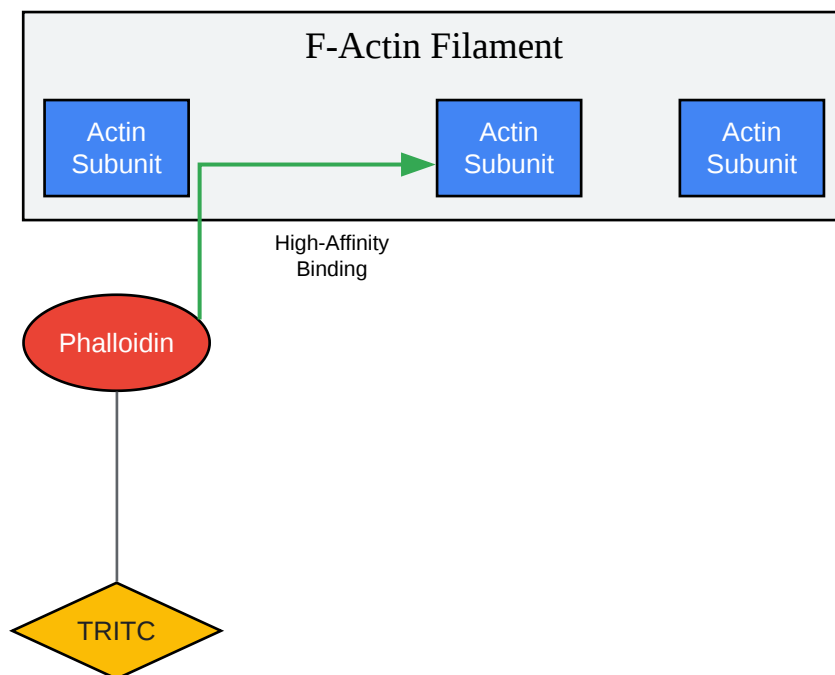 F-Actin Filament
Actin
Subunit
Actin
Subunit
Actin
Subunit
High-Affinity
Binding
Phalloidin
TRITC